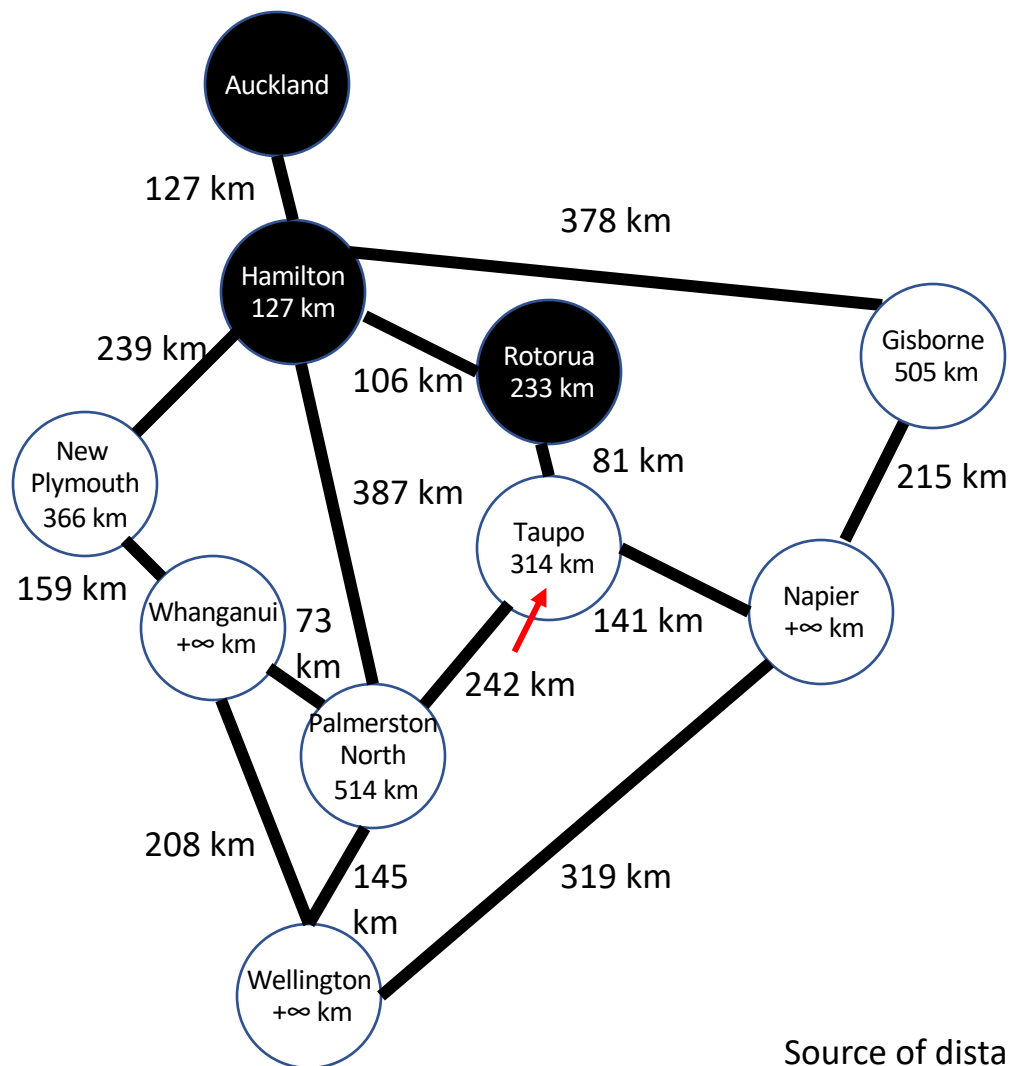 Auckland
127 km
378 km
Hamilton
127 km
Gisborne
505 km
239 km
Rotorua
233 km
106 km
New
Plymouth
366 km
387 km
81 km
215 km
Taupo
314 km
159 km
Whanganui
+∞ km
73
km
141 km
Napier
+∞ km
242 km
Palmerston
North
514 km
208 km
145
km
319 km
Wellington
+∞ km
Source of dista